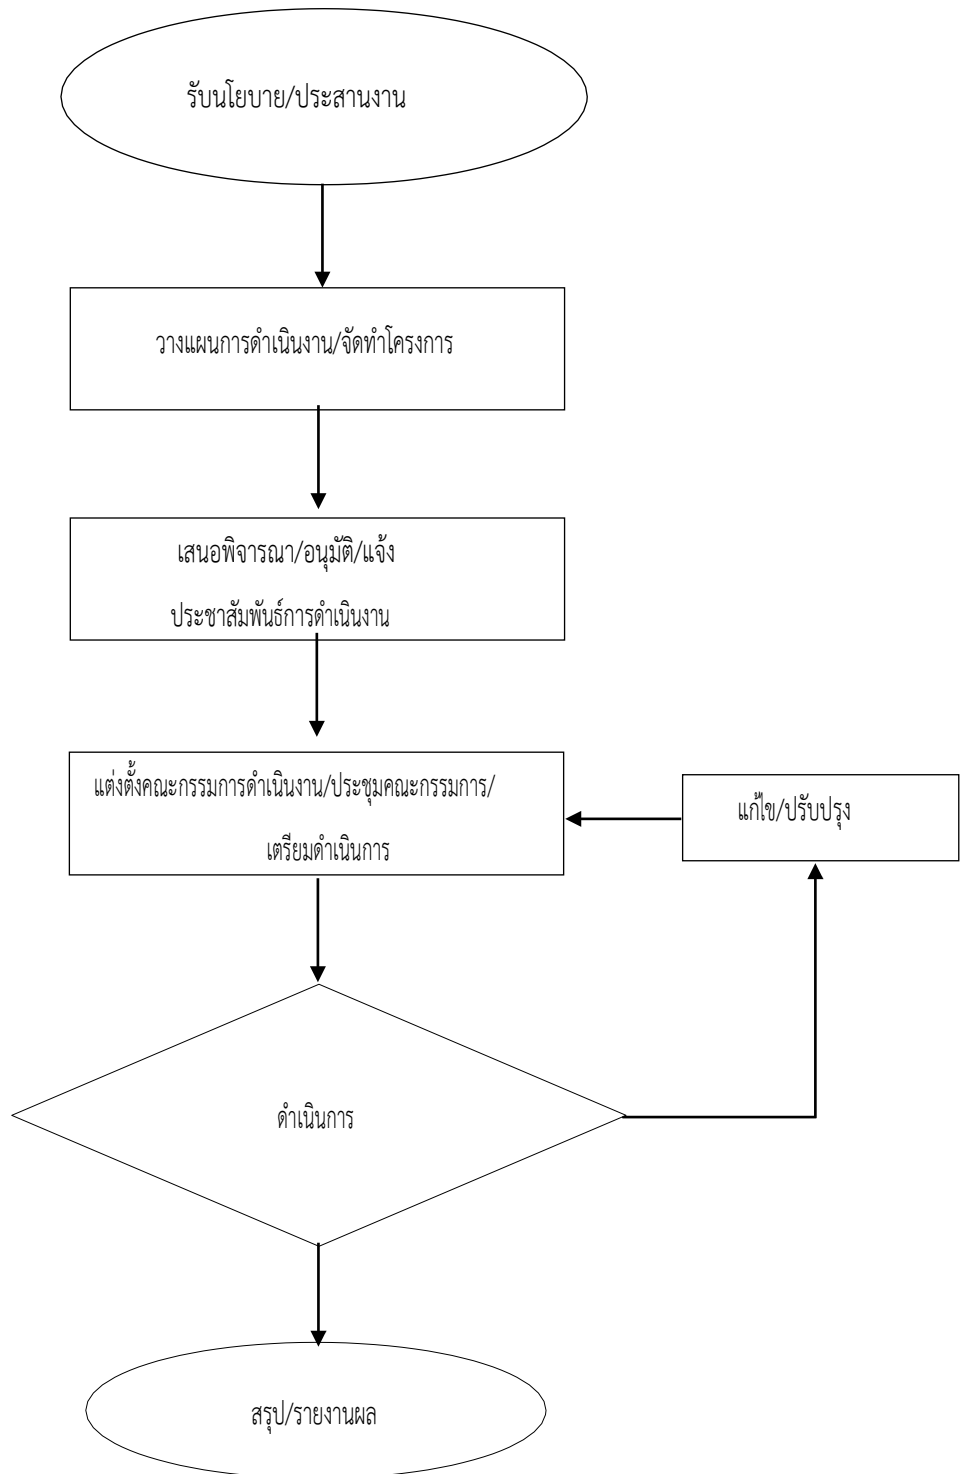 รับนโยบาย/ประสานงาน
วางแผนการดำเนินงาน/จัดทำโครงการ
เสนอพิจารณา/อนุมัติ/แจ้ง
ประชาสัมพันธ์การดำเนินงาน
แต่งตั้งคณะกรรมการดำเนินงาน/ประชุมคณะกรรมการ/
เตรียมดำเนินการ
แก้ไข/ปรับปรุง
ดำเนินการ
สรุป/รายงานผล